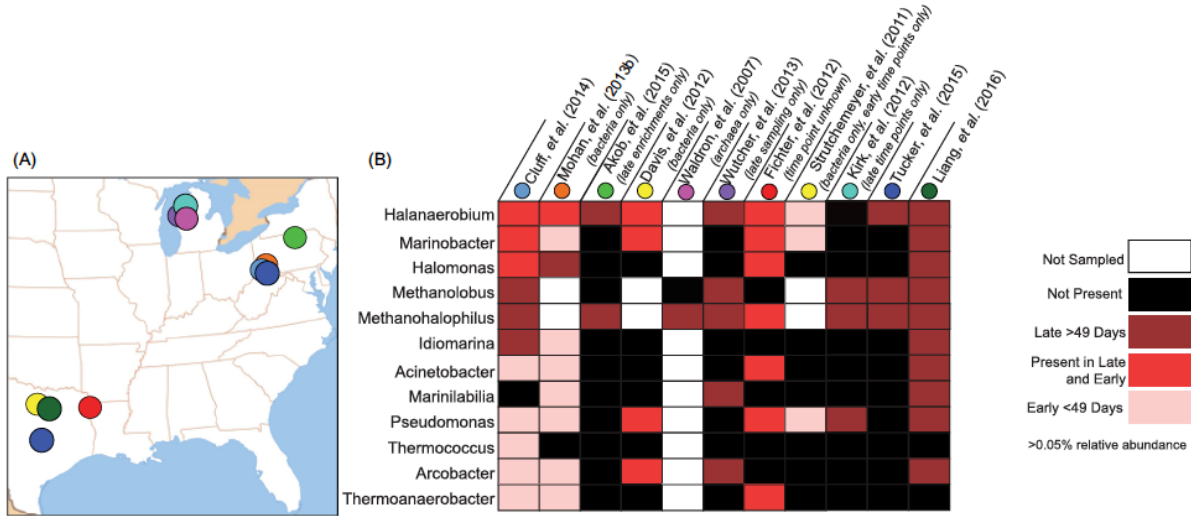 (A)
(B)
Cluff, et al. (2014)
Mohan, et al. (2013b)
(bacteria only)
Akob, et al. (2015)
(late enrichments only)
Davis, et al. (2012)
(bacteria only)
Waldron, et al. (2007)
(archaea only)
Wutcher, et al. (2013)
(late sampling only)
Fichter, et al. (2012)
(time point unknown)
Strutchemeyer, et al. (2011)
(bacteria only, early time points only)
Kirk, et al. (2012)
(late time points only)
Tucker, et al. (2015)
Liang, et al. (2016)
Halanaerobium
Marinobacter
Halomonas
Methanolobus
Methanohalophilus
Idiomarina
Acinetobacter
Marinilabilia
Pseudomonas
Thermococcus
Arcobacter
Thermoanaerobacter
Not Sampled
Not Present
Late >49 Days
Present in Late
and Early
Early <49 Days
>0.05% relative abundance